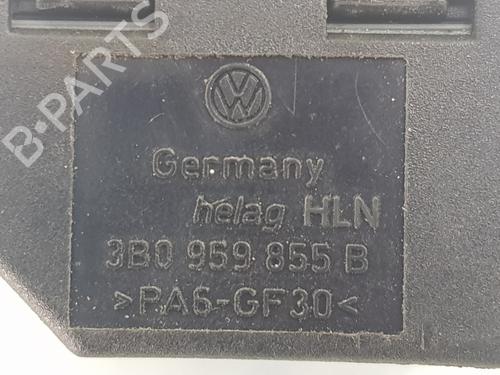 B-PARTS
VW
Germany
helag HLN
3B0 959 855 B
>PA6-GF30<